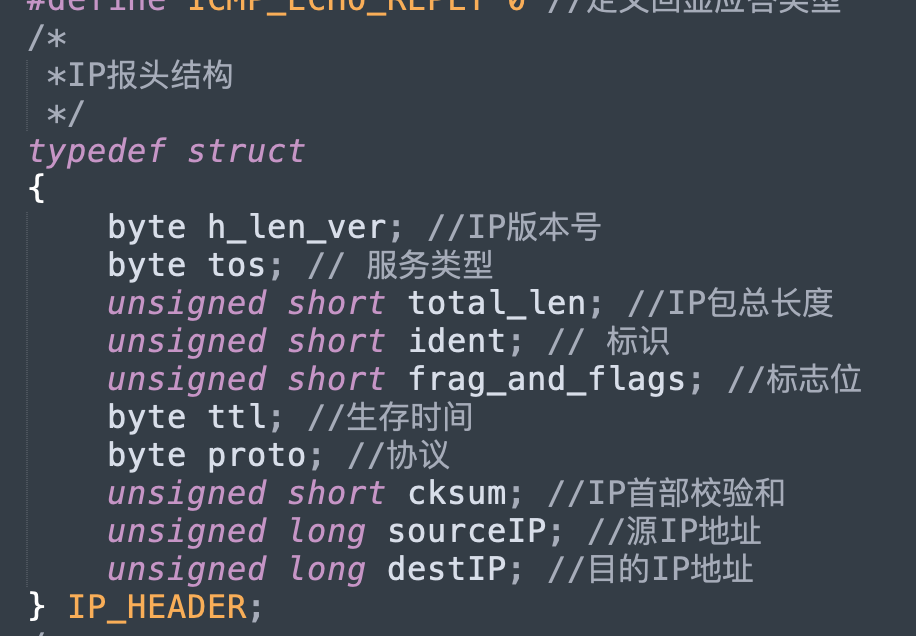 #define ICMP_ECHO_REPLY 0 //定义回显应答类型
/*
 *IP报头结构
 */
typedef struct
{
    byte h_len_ver; //IP版本号
    byte tos; // 服务类型
    unsigned short total_len; //IP包总长度
    unsigned short ident; // 标识
    unsigned short frag_and_flags; //标志位
    byte ttl; //生存时间
    byte proto; //协议
    unsigned short cksum; //IP首部校验和
    unsigned long sourceIP; //源IP地址
    unsigned long destIP; //目的IP地址
} IP_HEADER;